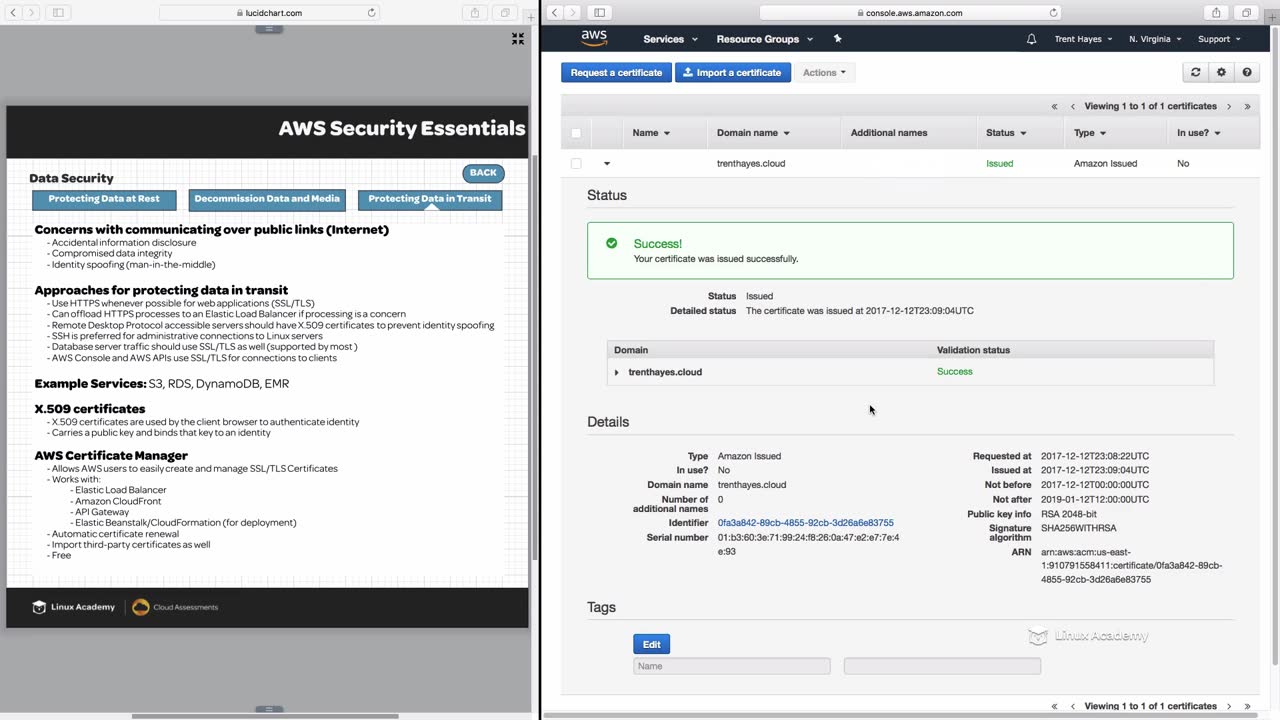 lucidchart.com
AWS Security Essentials
Data Security
BACK
Protecting Data at Rest
Decommission Data and Media
Protecting Data in Transit
Concerns with communicating over public links (Internet)
- Accidental information disclosure
- Compromised data integrity
- Identity spoofing (man-in-the-middle)
Approaches for protecting data in transit
- Use HTTPS whenever possible for web applications (SSL/TLS)
- Can offload HTTPS processes to an Elastic Load Balancer if processing is a concern
- Remote Desktop Protocol accessible servers should have X.509 certificates to prevent identity spoofing
- SSH is preferred for administrative connections to Linux servers
- Database server traffic should use SSL/TLS as well (supported by most )
- AWS Console and AWS APIs use SSL/TLS for connections to clients
Example Services: S3, RDS, DynamoDB, EMR
X.509 certificates
- X.509 certificates are used by the client browser to authenticate identity
- Carries a public key and binds that key to an identity
AWS Certificate Manager
- Allows AWS users to easily create and manage SSL/TLS Certificates
- Works with:
- Elastic Load Balancer
- Amazon CloudFront
- API Gateway
- Elastic Beanstalk/CloudFormation (for deployment)
- Automatic certificate renewal
- Import third-party certificates as well
- Free
Linux Academy
Cloud Assessments
console.aws.amazon.com
aws
Services
Resource Groups
Trent Hayes
N. Virginia
Support
Request a certificate
Import a certificate
Actions
Viewing 1 to 1 of 1 certificates
Name
Domain name
Additional names
Status
Type
In use?
trenthayes.cloud
Issued
Amazon Issued
No
Status
Success!
Your certificate was issued successfully.
Status Issued
Detailed status The certificate was issued at 2017-12-12T23:09:04UTC
Domain
Validation status
trenthayes.cloud
Success
Details
Type Amazon Issued
In use? No
Domain name trenthayes.cloud
Number of additional names 0
Identifier 0fa3a842-89cb-4855-92cb-3d26a6e83755
Serial number 01:b3:60:3e:71:99:24:f8:26:0a:47:e2:e7:7e:4
e:93
Requested at 2017-12-12T23:08:22UTC
Issued at 2017-12-12T23:09:04UTC
Not before 2017-12-12T00:00:00UTC
Not after 2019-01-12T12:00:00UTC
Public key info RSA 2048-bit
Signature algorithm SHA256WITHRSA
ARN arn:aws:acm:us-east-
1:910791558411:certificate/0fa3a842-89cb-
4855-92cb-3d26a6e83755
Tags
Linux Academy
Edit
Name
Viewing 1 to 1 of 1 certificates